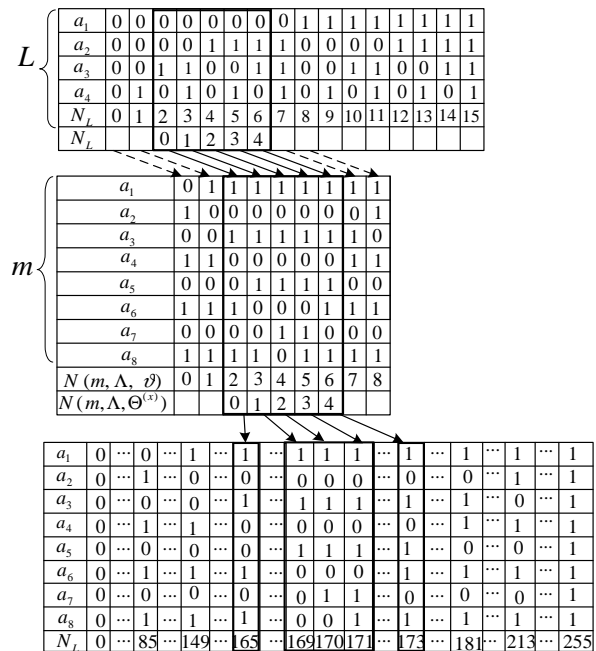 L
a₁ 0 0 0 0 0 0 0 0 1 1 1 1 1 1 1 1
a₂ 0 0 0 0 1 1 1 1 0 0 0 0 1 1 1 1
a₃ 0 0 1 1 0 0 1 1 0 0 1 1 0 0 1 1
a₄ 0 1 0 1 0 1 0 1 0 1 0 1 0 1 0 1
N_L 0 1 2 3 4 5 6 7 8 9 10 11 12 13 14 15
N_L 0 1 2 3 4
m
a₁ 0 1 1 1 1 1 1 1 1
a₂ 1 0 0 0 0 0 0 0 1
a₃ 0 0 1 1 1 1 1 1 0
a₄ 1 1 0 0 0 0 0 1 1
a₅ 0 0 0 1 1 1 1 0 0
a₆ 1 1 1 0 0 0 1 1 1
a₇ 0 0 0 0 1 1 0 0 0
a₈ 1 1 1 1 0 1 1 1 1
N (m, Λ, ϑ) 0 1 2 3 4 5 6 7 8
N (m, Λ, Θ⁽ˣ⁾) 0 1 2 3 4
a₁ 0 ... 0 ... 1 ... 1 ... 1 1 1 ... 1 ... 1 ... 1 ... 1
a₂ 0 ... 1 ... 0 ... 0 ... 0 0 0 ... 0 ... 0 ... 1 ... 1
a₃ 0 ... 0 ... 0 ... 1 ... 1 1 1 ... 1 ... 1 ... 0 ... 1
a₄ 0 ... 1 ... 1 ... 0 ... 0 0 0 ... 0 ... 1 ... 1 ... 1
a₅ 0 ... 0 ... 0 ... 0 ... 1 1 1 ... 1 ... 0 ... 0 ... 1
a₆ 0 ... 1 ... 1 ... 1 ... 0 0 0 ... 1 ... 1 ... 1 ... 1
a₇ 0 ... 0 ... 0 ... 0 ... 0 1 1 ... 0 ... 0 ... 0 ... 1
a₈ 0 ... 1 ... 1 ... 1 ... 0 0 1 ... 1 ... 1 ... 1 ... 1
N_L 0 ... 85 ... 149 ... 165 ... 169 170 171 ... 173 ... 181 ... 213 ... 255